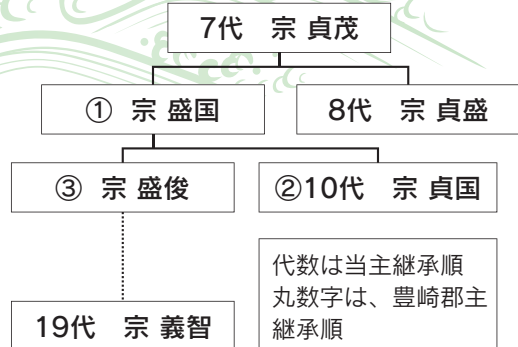 7代　宗 貞茂
① 宗 盛国
8代　宗 貞盛
③ 宗 盛俊
②10代　宗 貞国
19代　宗 義智
代数は当主継承順
丸数字は、豊崎郡主
継承順